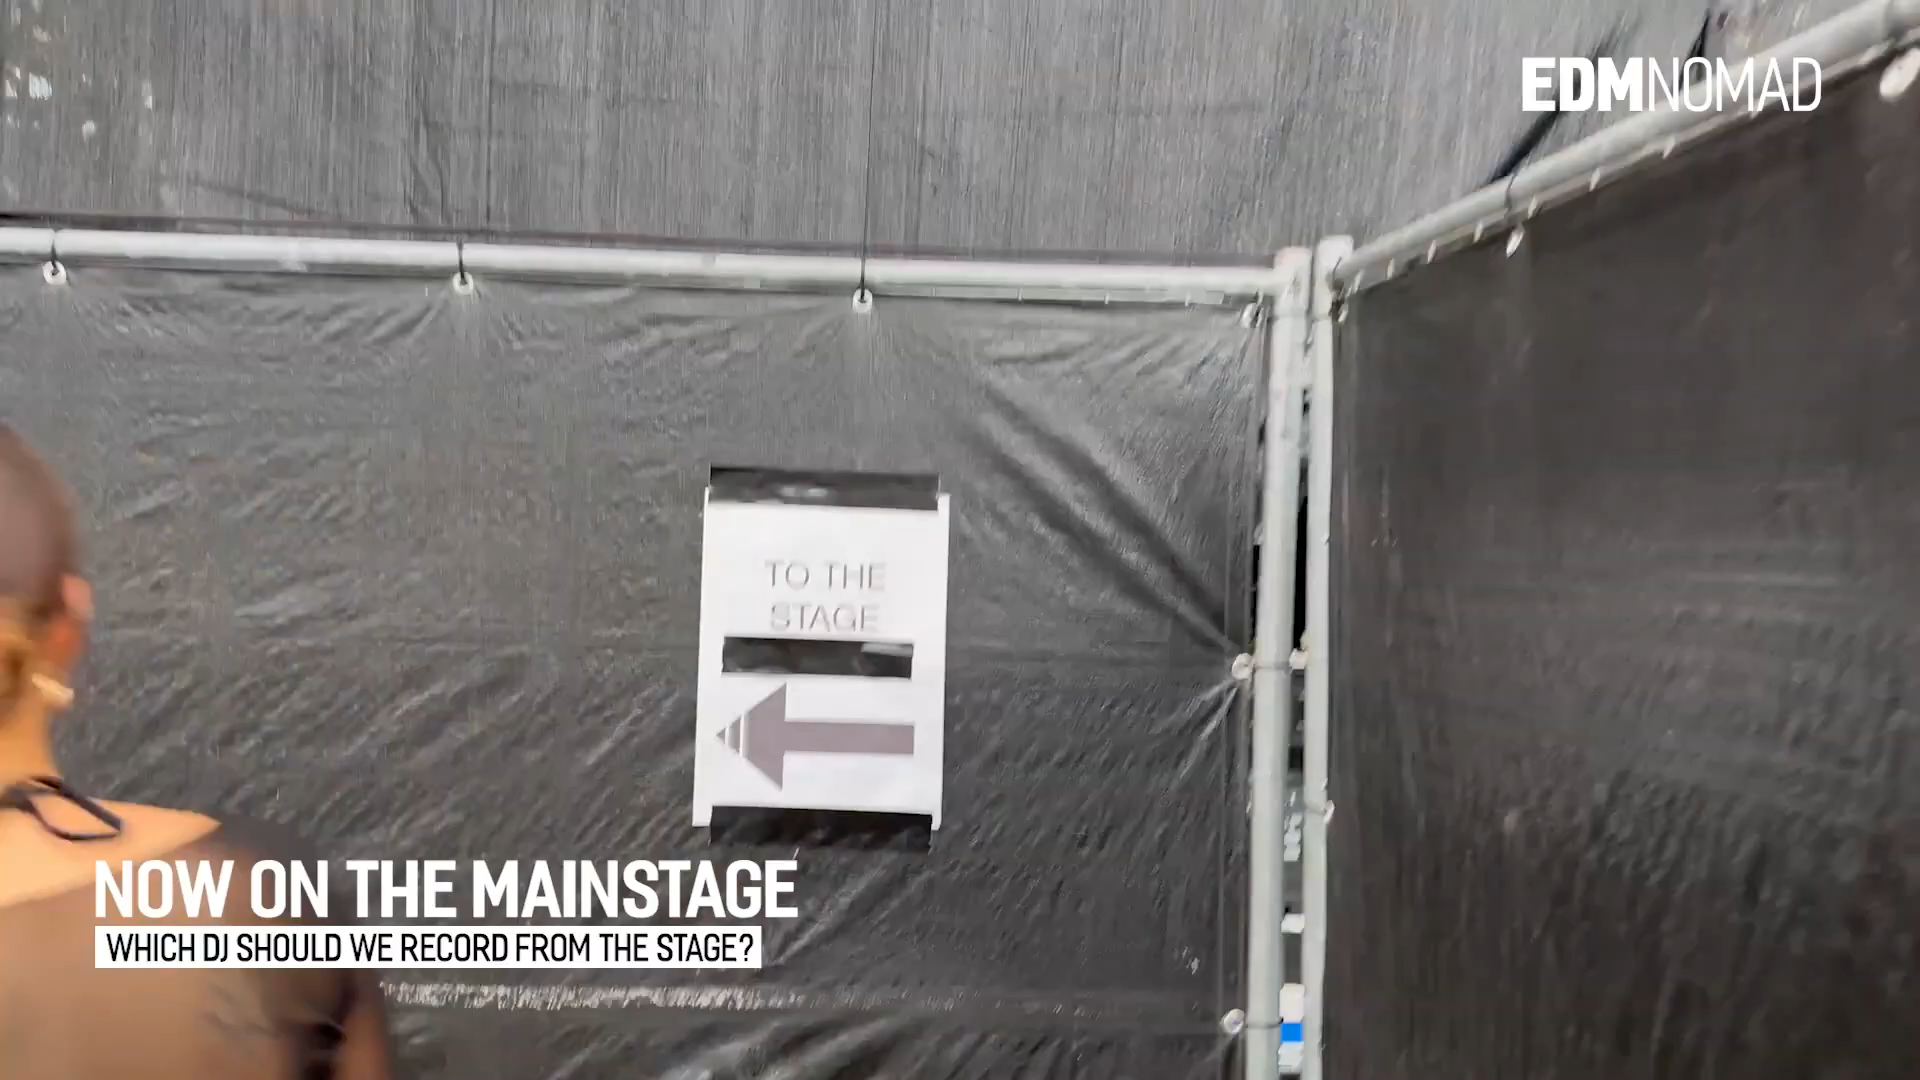 EDMNOMAD
TO THE
STAGE
NOW ON THE MAINSTAGE
WHICH DJ SHOULD WE RECORD FROM THE STAGE?